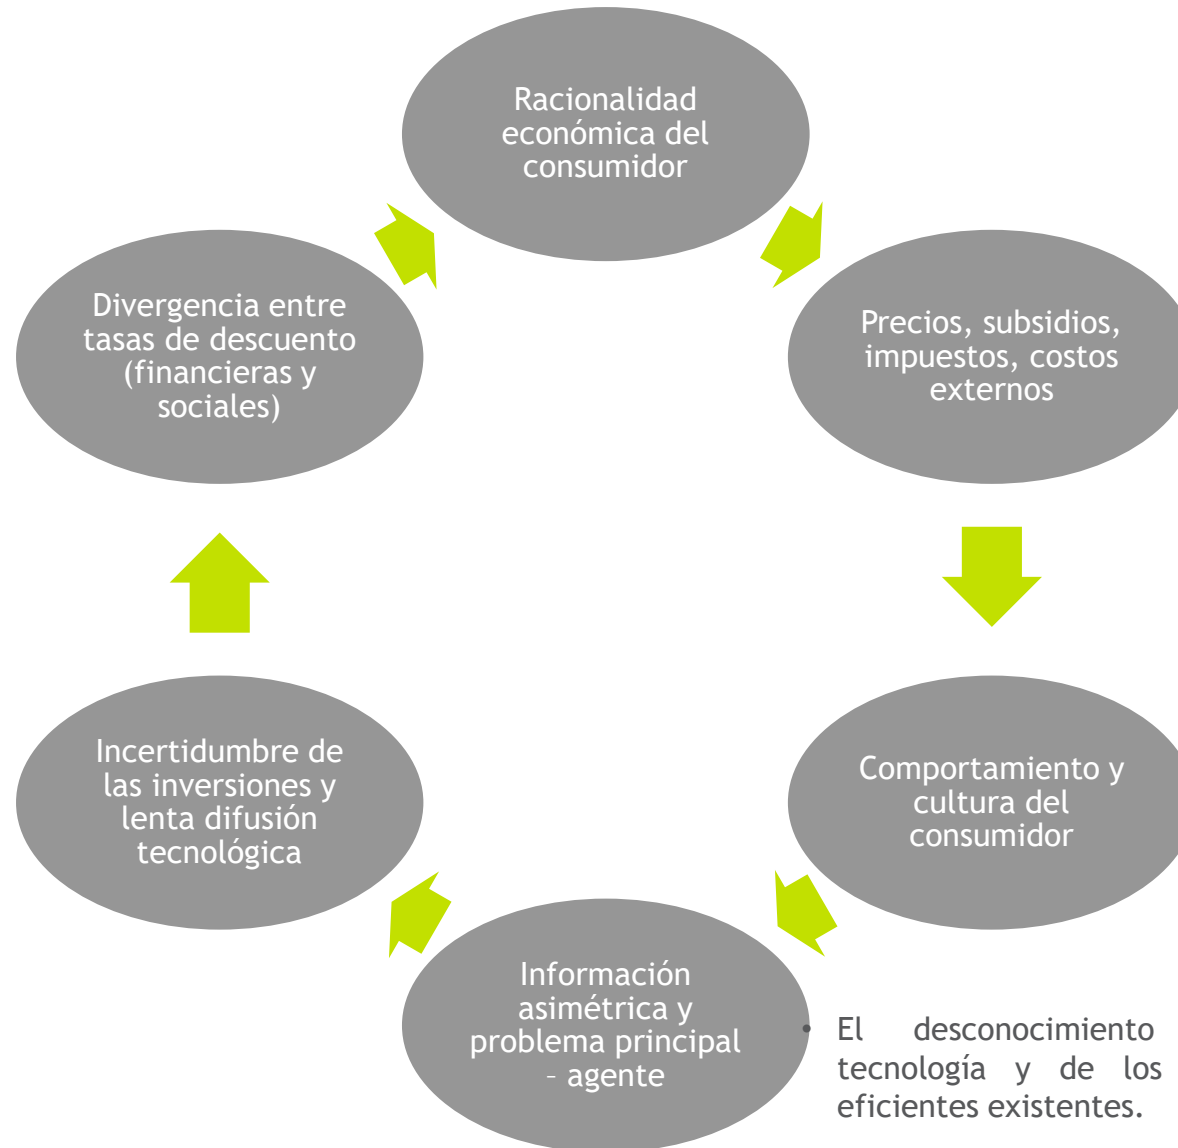 Racionalidad
económica del
consumidor
Precios, subsidios,
impuestos, costos
externos
Comportamiento y
cultura del
consumidor
Información
asimétrica y
problema principal
– agente
Incertidumbre de
las inversiones y
lenta difusión
tecnológica
Divergencia entre
tasas de descuento
(financieras y
sociales)
• El desconocimiento
tecnología y de los
eficientes existentes.